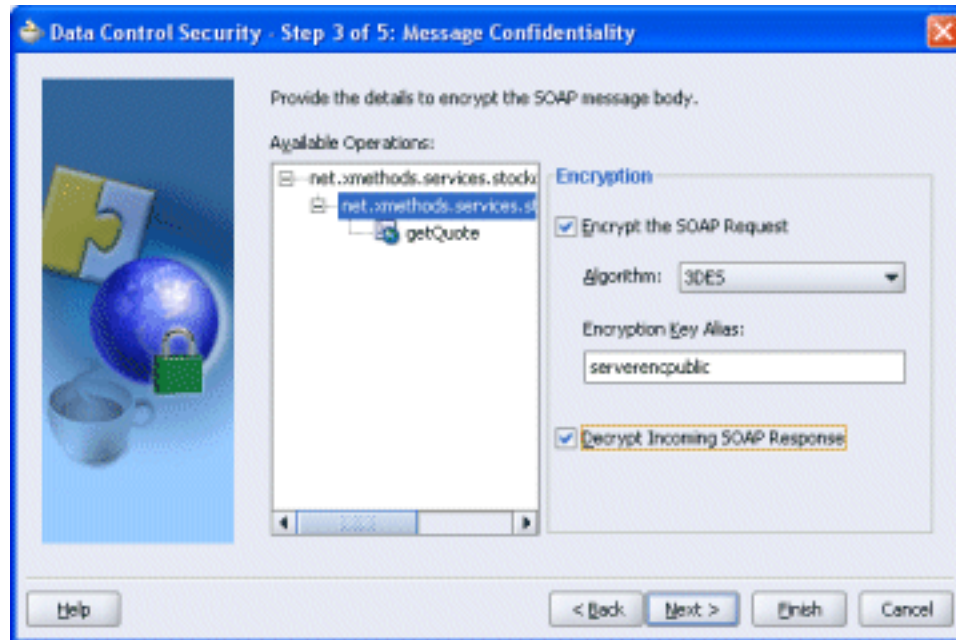 Data Control Security - Step 3 of 5: Message Confidentiality
Provide the details to encrypt the SOAP message body.
Available Operations:
net.xmethods.services.stock
net.xmethods.services.st
getQuote
Encryption
Encrypt the SOAP Request
Algorithm: 3DES
Encryption Key Alias:
serverencpublic
Decrypt Incoming SOAP Response
Help
< Back
Next >
Finish
Cancel